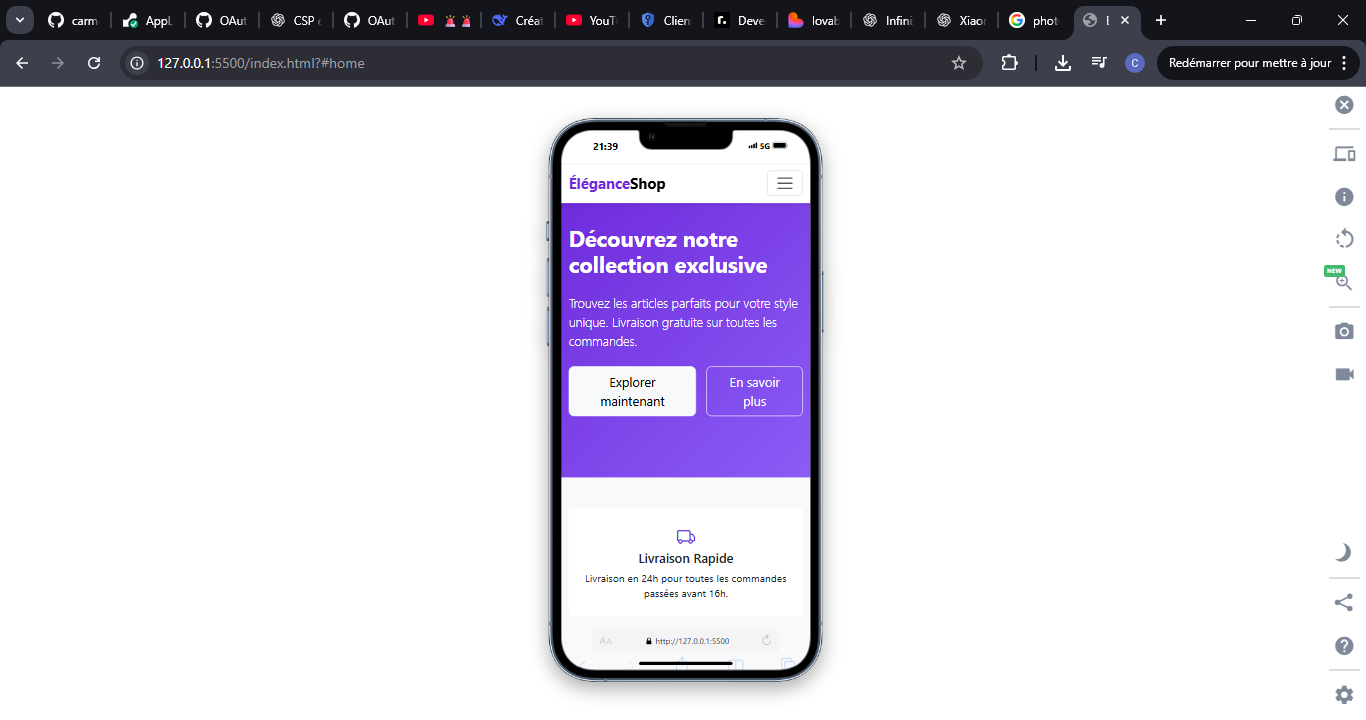 carm
AppL
OAut
CSP
OAut
Créat
YouT
Clien
Deve
lovab
Infini
Xiaor
phot
127.0.0.1:5500/index.html?#home
C
Redémarrer pour mettre à jour
NEW
21:39
5G
ÉléganceShop
Découvrez notre
collection exclusive
Trouvez les articles parfaits pour votre style
unique. Livraison gratuite sur toutes les
commandes.
Explorer
maintenant
En savoir
plus
Livraison Rapide
Livraison en 24h pour toutes les commandes
passées avant 16h.
AA
http://127.0.0.1:5500